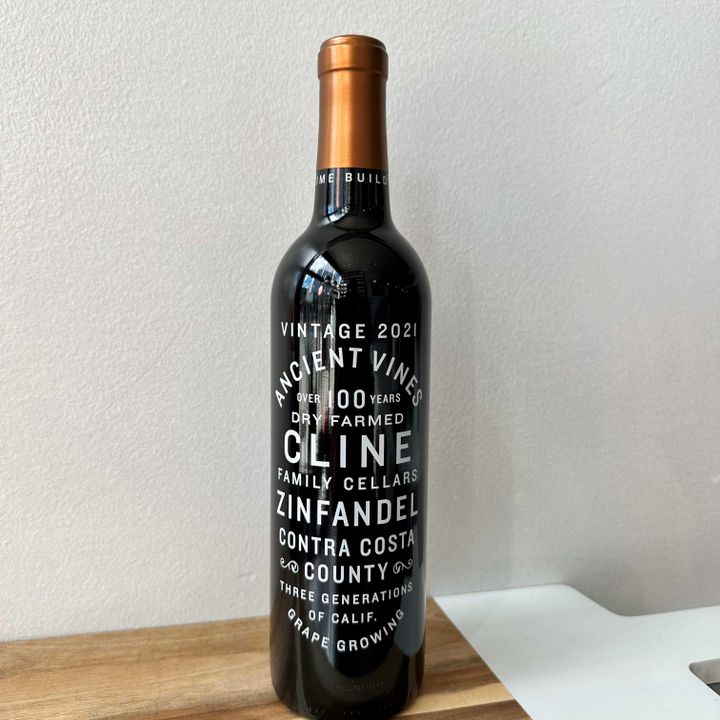 BUILD
VINTAGE 2021
ANCIENT VINES
OVER 100 YEARS
DRY FARMED
CLINE
FAMILY CELLARS
ZINFANDEL
CONTRA COSTA
COUNTY
THREE GENERATIONS
OF CALIF.
GRAPE GROWING